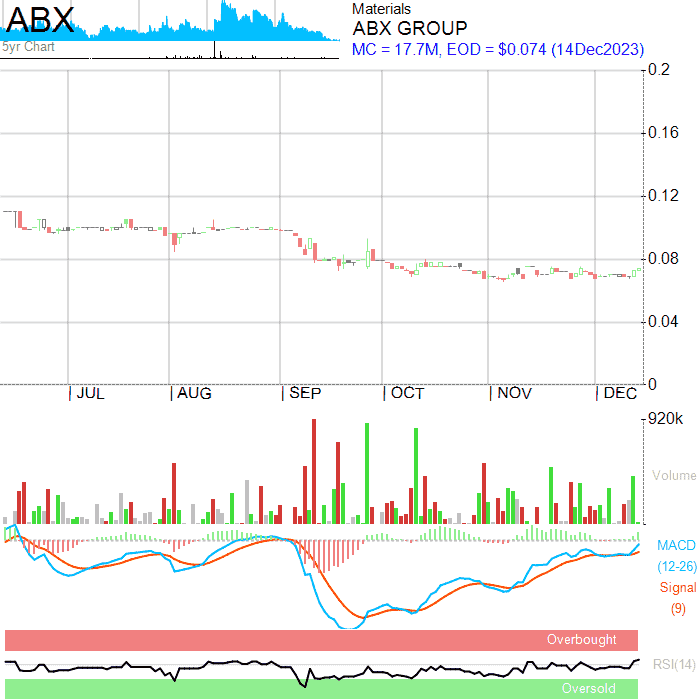 ABX
5yr Chart
Materials
ABX GROUP
MC = 17.7M, EOD = $0.074 (14Dec2023)
0.2
0.16
0.12
0.08
0.04
0
JUL AUG SEP OCT NOV DEC
920k
Volume
MACD
(12-26)
Signal
(9)
Overbought
RSI(14)
Oversold